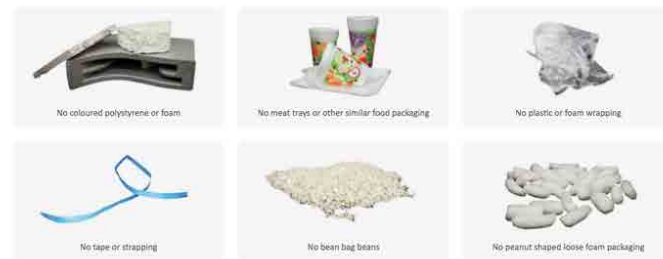 No coloured polystyrene or foam
No meat trays or other similar food packaging
No plastic or foam wrapping
No tape or strapping
No bean bag beans
No peanut shaped loose foam packaging